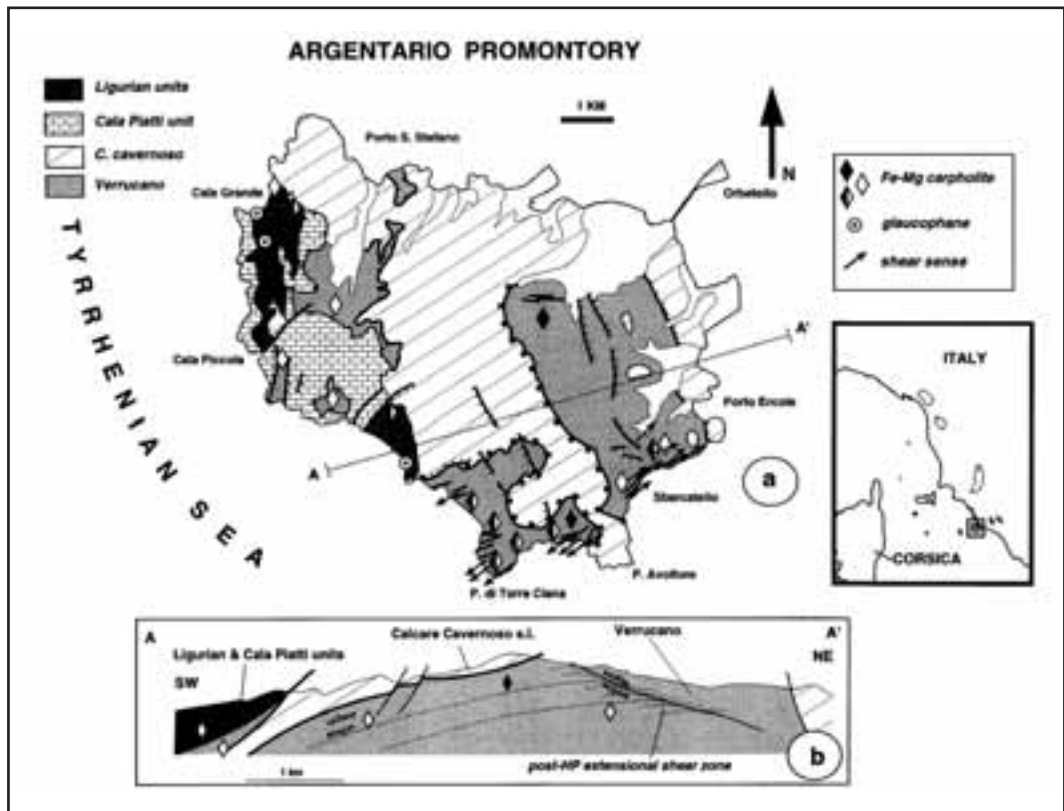 ARGENTARIO PROMONTORY
Ligurian units
Cala Piatti unit
C. cavernoso
Verrucano
1 KM
N
Porto S. Stefano
Orbetello
Cala Grande
Fe-Mg carpholite
glaucophane
shear sense
TYRRHENIAN SEA
Cala Piccola
A'
Porto Ercole
A
a
Sbarcatello
P. Avoltore
P. di Torre Ciana
ITALY
CORSICA
A
Calcare Cavernoso s.l.
Verrucano
A'
Ligurian & Cala Piatti units
SW
NE
post-HP extensional shear zone
1 km
b